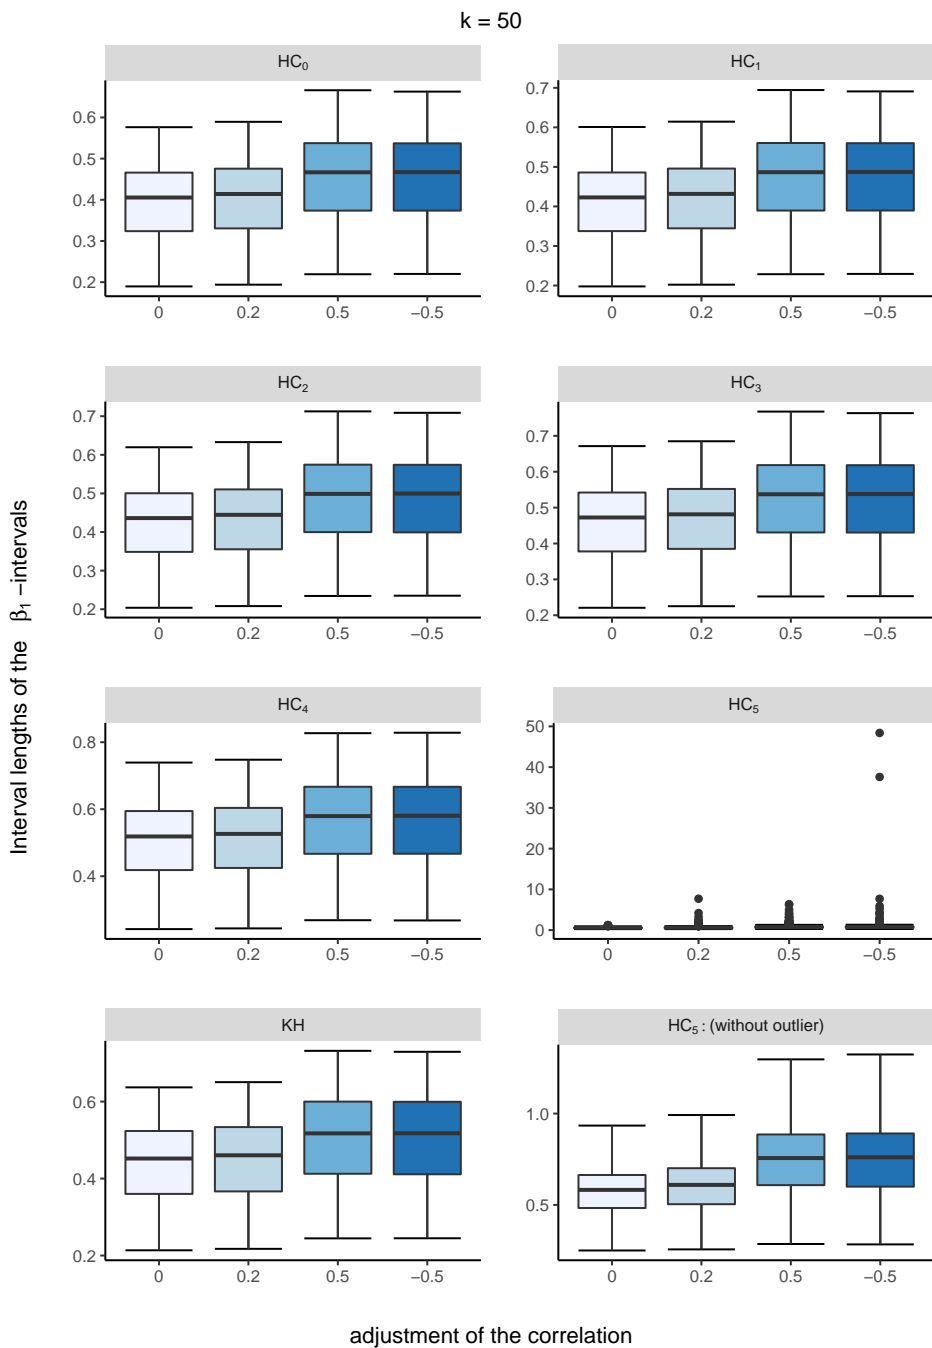 k = 50
HC₀
HC₁
0.6
0.5
0.4
0.3
0.2
0 0.2 0.5 −0.5
0.7
0.6
0.5
0.4
0.3
0.2
0 0.2 0.5 −0.5
HC₂
HC₃
0.7
0.6
0.5
0.4
0.3
0.2
0 0.2 0.5 −0.5
0.7
0.6
0.5
0.4
0.3
0.2
0 0.2 0.5 −0.5
HC₄
HC₅
0.8
0.6
0.4
0 0.2 0.5 −0.5
50
40
30
20
10
0
0 0.2 0.5 −0.5
KH
HC₅ : (without outlier)
0.6
0.4
0.2
0 0.2 0.5 −0.5
1.0
0.5
0 0.2 0.5 −0.5
Interval lengths of the β₁ −intervals
adjustment of the correlation